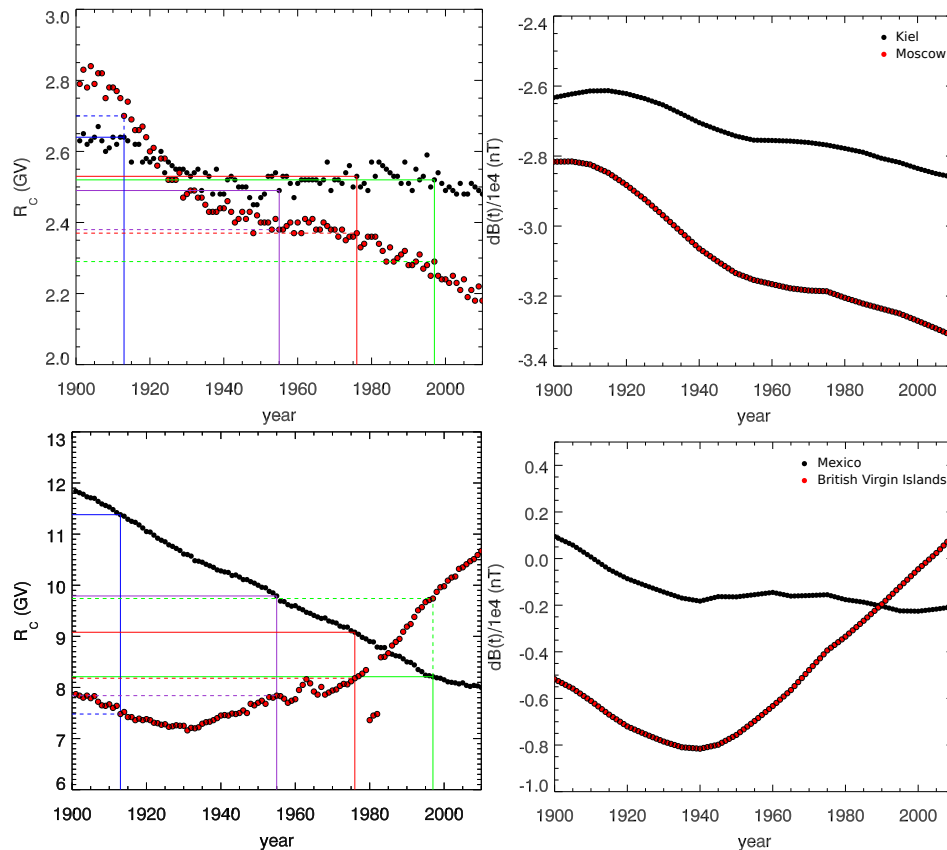 3.0
2.8
2.6
2.4
2.2
2.0
R_c (GV)
1900 1920 1940 1960 1980 2000
year
-2.4
-2.6
-2.8
-3.0
-3.2
-3.4
dB(t)/1e4 (nT)
Kiel
Moscow
1900 1920 1940 1960 1980 2000
year
13
12
11
10
9
8
7
6
R_c (GV)
1900 1920 1940 1960 1980 2000
year
0.4
0.2
0.0
-0.2
-0.4
-0.6
-0.8
-1.0
dB(t)/1e4 (nT)
Mexico
British Virgin Islands
1900 1920 1940 1960 1980 2000
year